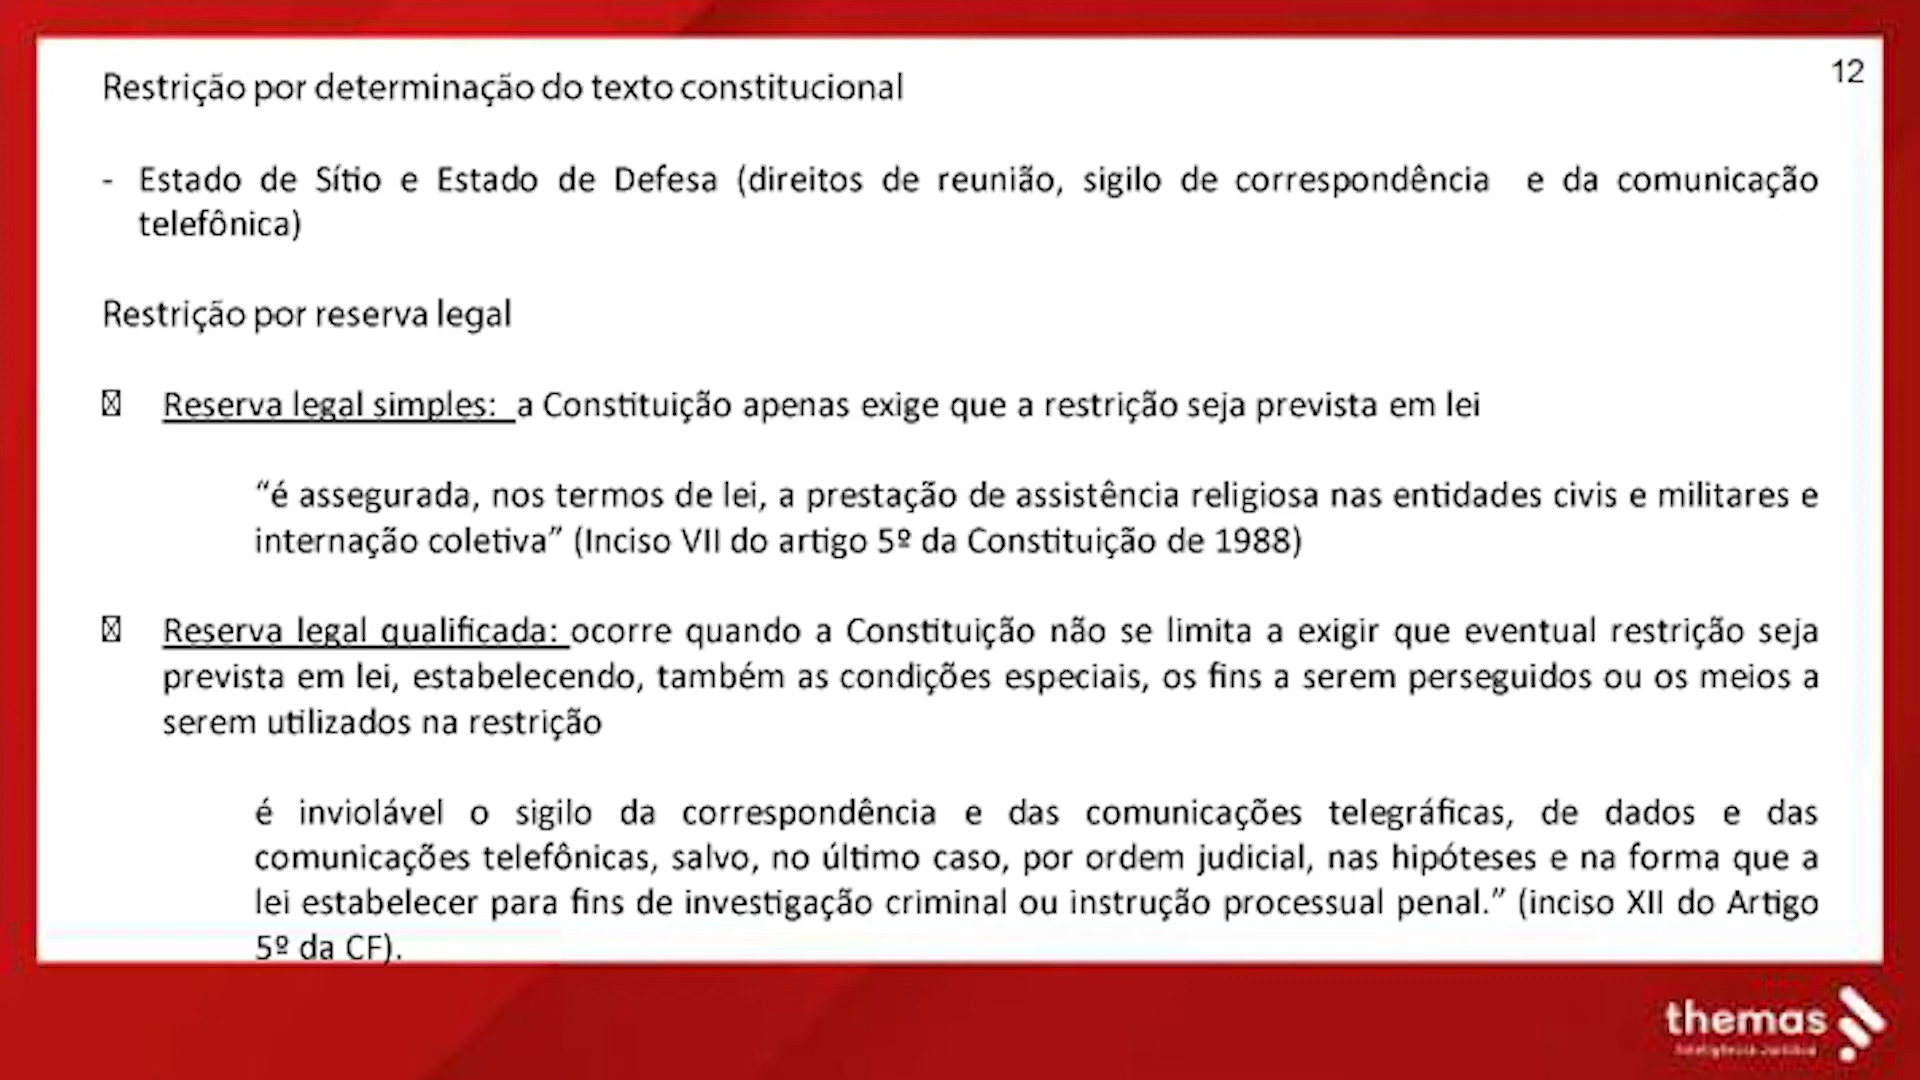 12
Restrição por determinação do texto constitucional
- Estado de Sítio e Estado de Defesa (direitos de reunião, sigilo de correspondência e da comunicação
telefônica)
Restrição por reserva legal
Reserva legal simples: a Constituição apenas exige que a restrição seja prevista em lei
“é assegurada, nos termos de lei, a prestação de assistência religiosa nas entidades civis e militares e
internação coletiva” (Inciso VII do artigo 5º da Constituição de 1988)
Reserva legal qualificada: ocorre quando a Constituição não se limita a exigir que eventual restrição seja
prevista em lei, estabelecendo, também as condições especiais, os fins a serem perseguidos ou os meios a
serem utilizados na restrição
é inviolável o sigilo da correspondência e das comunicações telegráficas, de dados e das
comunicações telefônicas, salvo, no último caso, por ordem judicial, nas hipóteses e na forma que a
lei estabelecer para fins de investigação criminal ou instrução processual penal.” (inciso XII do Artigo
5º da CF).
themas